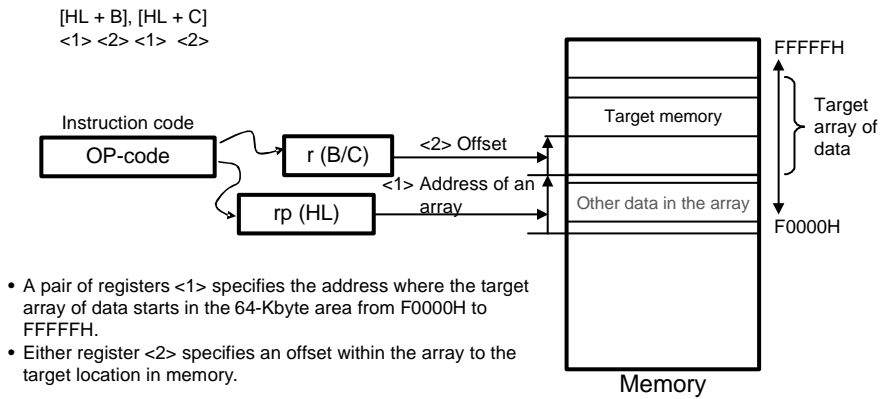 [HL + B], [HL + C]
<1> <2> <1> <2>
FFFFFH
Target memory
Target
array of
data
Instruction code
OP-code
r (B/C)
<2> Offset
<1> Address of an
array
rp (HL)
Other data in the array
F0000H
• A pair of registers <1> specifies the address where the target
array of data starts in the 64-Kbyte area from F0000H to
FFFFFH.
• Either register <2> specifies an offset within the array to the
target location in memory.
Memory